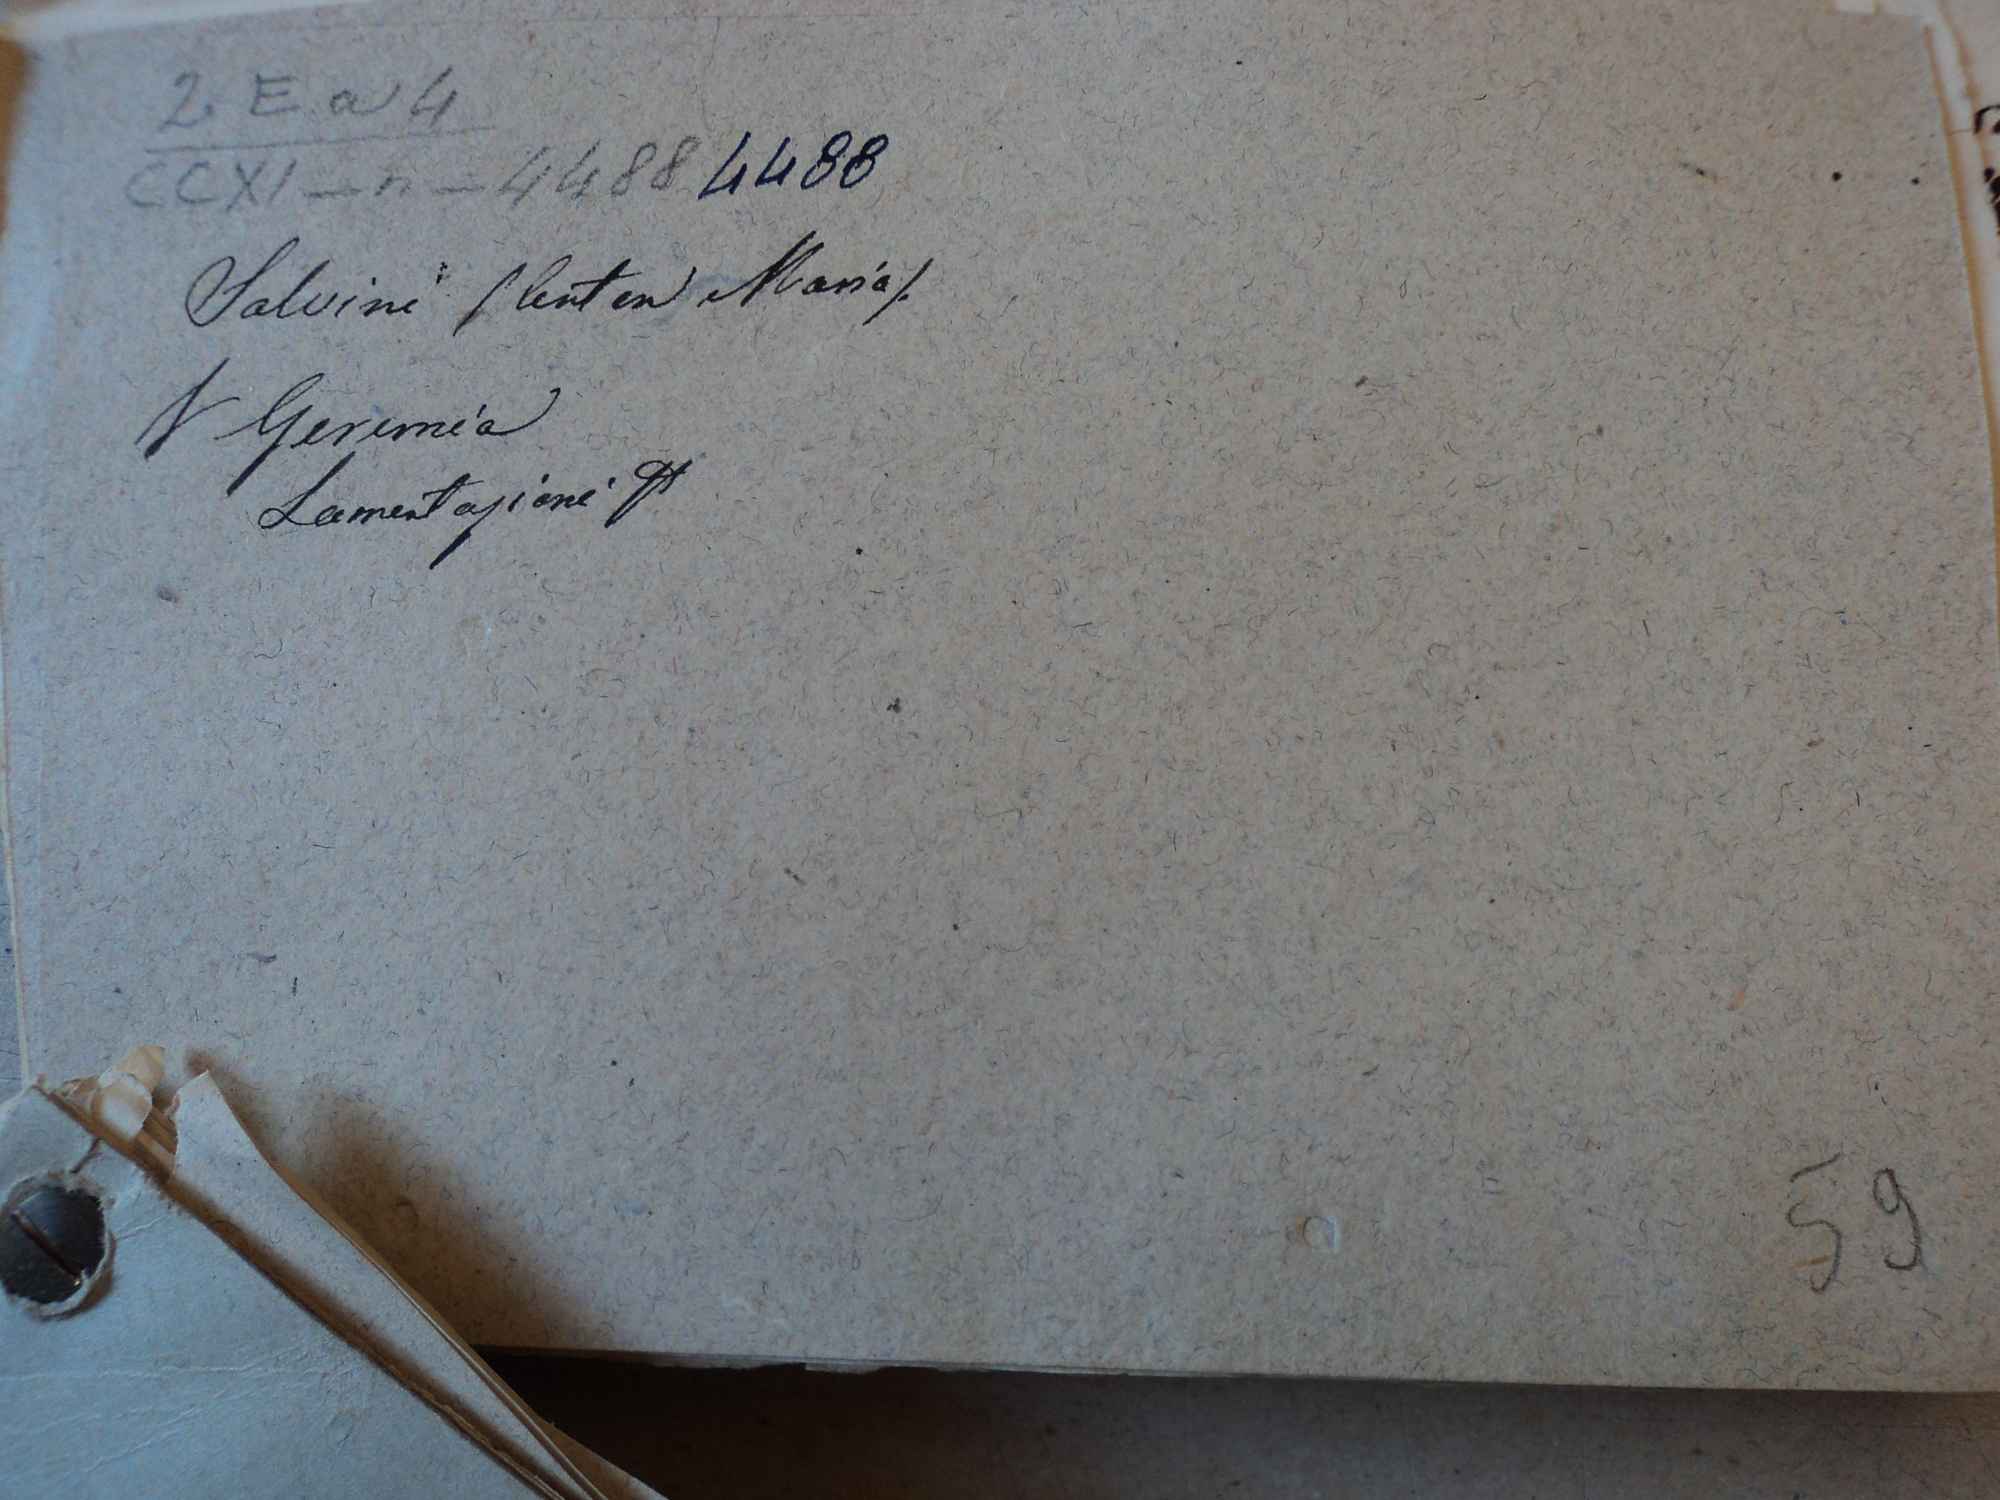 2 E a 4
CCXI - n - 4488 4488
Salvini (Anton Maria).
V Geremia
Lamentazioni
59